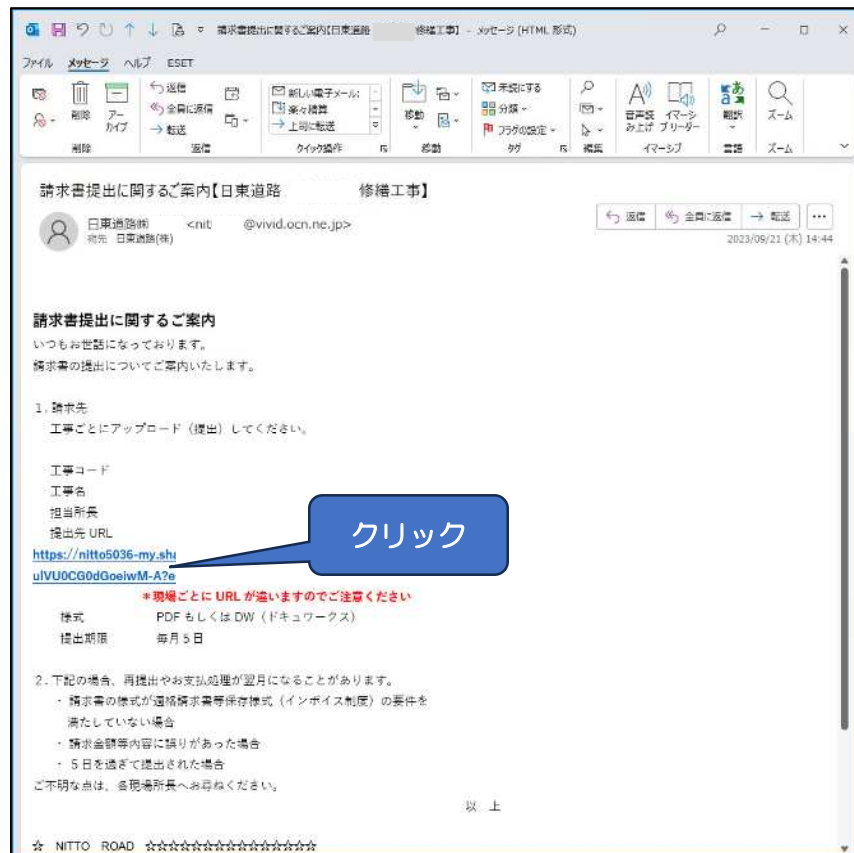 請求書提出に関するご案内【日東道路 修繕工事】 - メッセージ (HTML 形式)
ファイル メッセージ ヘルプ ESET
削除
アーカイブ
返信
全員に返信
転送
新しい電子メール:
楽々精算
上司に転送
移動
未読にする
分類
フラグの設定
音声読み上げ
イマーシブ リーダー
翻訳
ズーム
削除 返信 クイック操作 移動 タグ 編集 イマーシブ 言語 ズーム
請求書提出に関するご案内【日東道路 修繕工事】
日東道路㈱ <nit @vivid.ocn.ne.jp>
宛先 日東道路(株)
返信 全員に返信 転送
2023/09/21 (木) 14:44
請求書提出に関するご案内
いつもお世話になっております。
請求書の提出についてご案内いたします。
1. 請求先
工事ごとにアップロード（提出）してください。
工事コード
工事名
担当所長
提出先 URL
https://nitto5036-my.sha
ulVU0CG0dGoeiwM-A?e
クリック
＊現場ごとに URL が違いますのでご注意ください
様式 PDF もしくは DW（ドキュワークス）
提出期限 毎月５日
2. 下記の場合、再提出やお支払処理が翌月になることがあります。
・ 請求書の様式が適格請求書等保存様式（インボイス制度）の要件を
満たしていない場合
・ 請求金額等内容に誤りがあった場合
・ ５日を過ぎて提出された場合
ご不明な点は、各現場所長へお尋ねください。
以 上
☆ NITTO ROAD ☆☆☆☆☆☆☆☆☆☆☆☆☆☆☆